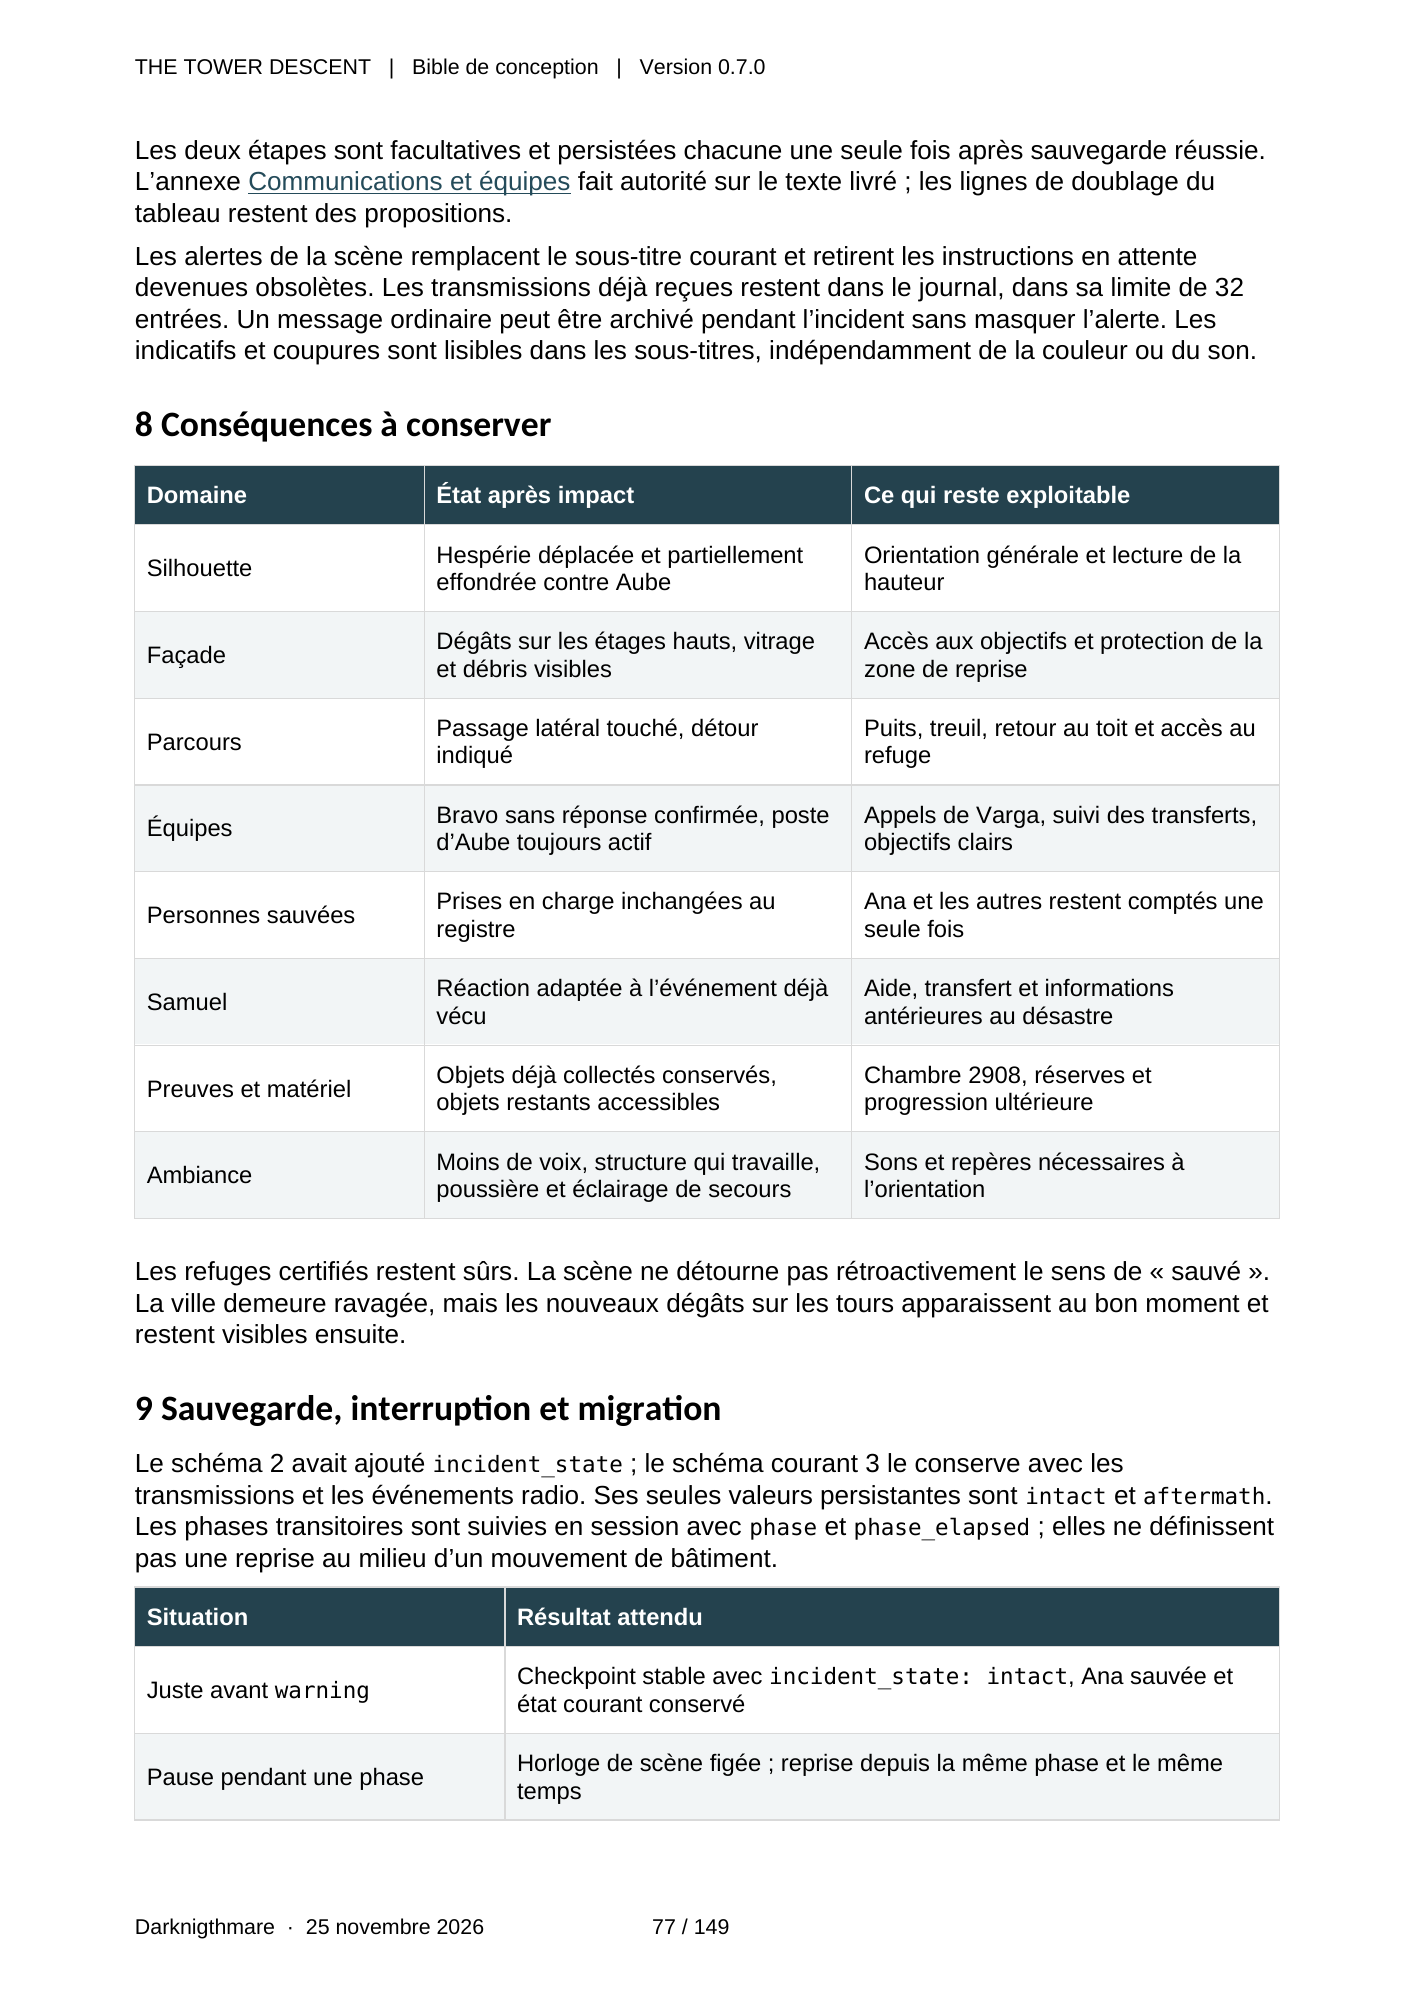 THE TOWER DESCENT | Bible de conception | Version 0.7.0
Les deux étapes sont facultatives et persistées chacune une seule fois après sauvegarde réussie.
L’annexe Communications et équipes fait autorité sur le texte livré ; les lignes de doublage du
tableau restent des propositions.
Les alertes de la scène remplacent le sous-titre courant et retirent les instructions en attente
devenues obsolètes. Les transmissions déjà reçues restent dans le journal, dans sa limite de 32
entrées. Un message ordinaire peut être archivé pendant l’incident sans masquer l’alerte. Les
indicatifs et coupures sont lisibles dans les sous-titres, indépendamment de la couleur ou du son.
8 Conséquences à conserver
Domaine
État après impact
Ce qui reste exploitable
Silhouette
Hespérie déplacée et partiellement
effondrée contre Aube
Orientation générale et lecture de la
hauteur
Façade
Dégâts sur les étages hauts, vitrage
et débris visibles
Accès aux objectifs et protection de la
zone de reprise
Parcours
Passage latéral touché, détour
indiqué
Puits, treuil, retour au toit et accès au
refuge
Équipes
Bravo sans réponse confirmée, poste
d’Aube toujours actif
Appels de Varga, suivi des transferts,
objectifs clairs
Personnes sauvées
Prises en charge inchangées au
registre
Ana et les autres restent comptés une
seule fois
Samuel
Réaction adaptée à l’événement déjà
vécu
Aide, transfert et informations
antérieures au désastre
Preuves et matériel
Objets déjà collectés conservés,
objets restants accessibles
Chambre 2908, réserves et
progression ultérieure
Ambiance
Moins de voix, structure qui travaille,
poussière et éclairage de secours
Sons et repères nécessaires à
l’orientation
Les refuges certifiés restent sûrs. La scène ne détourne pas rétroactivement le sens de « sauvé ».
La ville demeure ravagée, mais les nouveaux dégâts sur les tours apparaissent au bon moment et
restent visibles ensuite.
9 Sauvegarde, interruption et migration
Le schéma 2 avait ajouté incident_state ; le schéma courant 3 le conserve avec les
transmissions et les événements radio. Ses seules valeurs persistantes sont intact et aftermath.
Les phases transitoires sont suivies en session avec phase et phase_elapsed ; elles ne définissent
pas une reprise au milieu d’un mouvement de bâtiment.
Situation
Résultat attendu
Juste avant warning
Checkpoint stable avec incident_state: intact, Ana sauvée et
état courant conservé
Pause pendant une phase
Horloge de scène figée ; reprise depuis la même phase et le même
temps
Darknigthmare · 25 novembre 2026
77 / 149